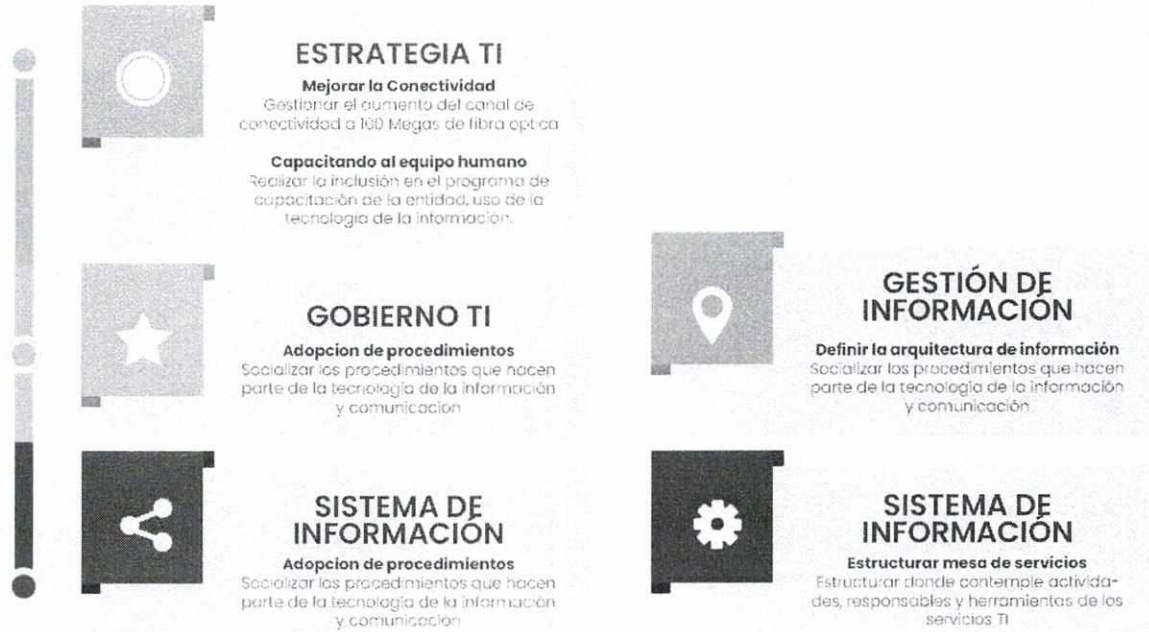 ESTRATEGIA TI
Mejorar la Conectividad
Gestionar el aumento del canal de
conectividad a 100 Megas de fibra optica
Capacitando al equipo humano
Realizar la inclusión en el programa de
capacitación de la entidad, uso de la
tecnología de la información.
GOBIERNO TI
Adopcion de procedimientos
Socializar los procedimientos que hacen
parte de la tecnología de la información
y comunicacion
SISTEMA DE
INFORMACIÓN
Adopcion de procedimientos
Socializar los procedimientos que hacen
parte de la tecnología de la información
y comunicacion
GESTIÓN DE
INFORMACIÓN
Definir la arquitectura de información
Socializar los procedimientos que hacen
parte de la tecnología de la información
y comunicación
SISTEMA DE
INFORMACIÓN
Estructurar mesa de servicios
Estructurar donde contemple activida-
des, responsables y herramientas de los
servicios TI